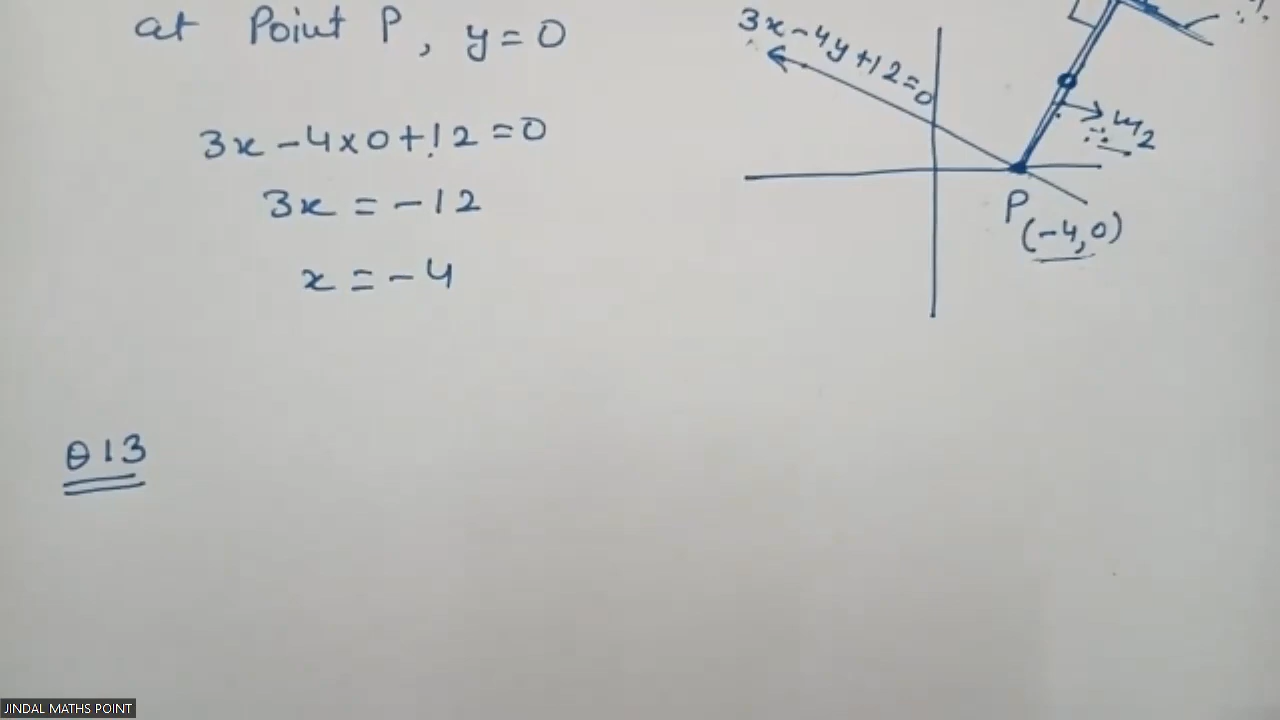 at Point P, y = 0
3x - 4y + 12 = 0
3x - 4x0 + 12 = 0
3x = -12
x = -4
m2
P
(-4,0)
Q13
JINDAL MATHS POINT